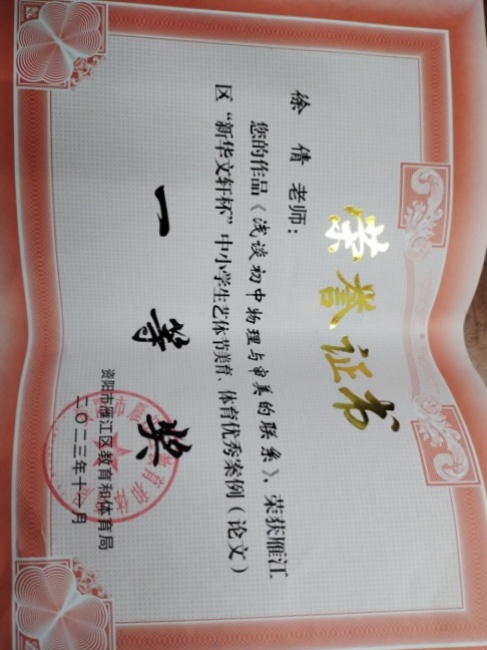 荣誉证书
徐倩老师：
您的作品《浅谈初中物理与审美的联系》，荣获雁江
区“新华文轩杯”中小学生艺体节美育、体育优秀案例（论文）
一等奖
资阳市雁江区教育和体育局
二〇二三年十一月